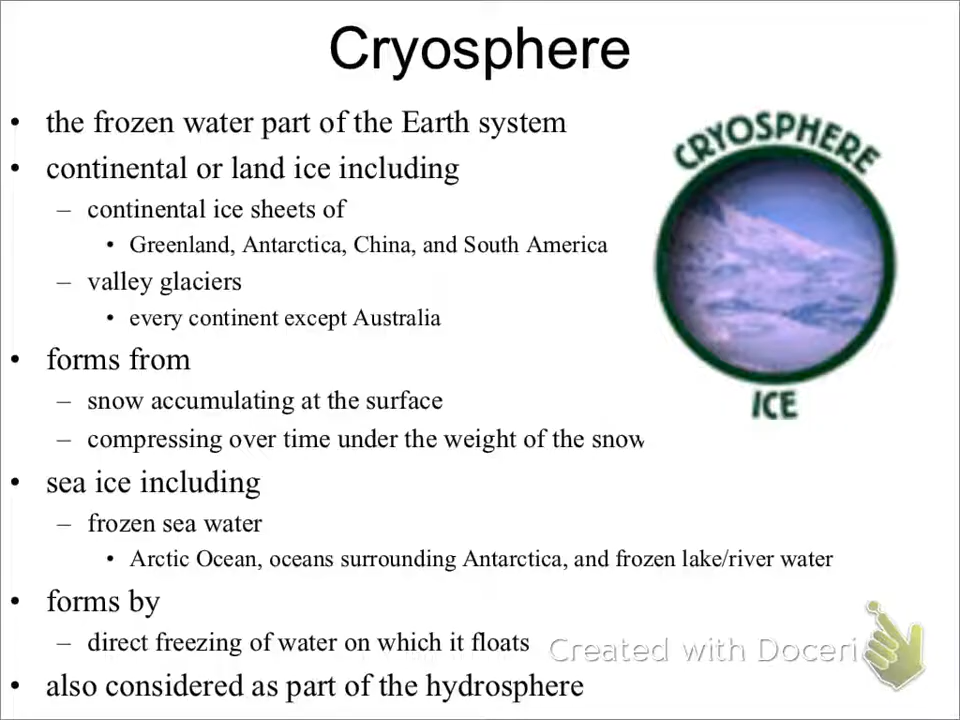 Cryosphere
• the frozen water part of the Earth system
• continental or land ice including
– continental ice sheets of
• Greenland, Antarctica, China, and South America
– valley glaciers
• every continent except Australia
• forms from
– snow accumulating at the surface
– compressing over time under the weight of the snow
• sea ice including
– frozen sea water
• Arctic Ocean, oceans surrounding Antarctica, and frozen lake/river water
• forms by
– direct freezing of water on which it floats
• also considered as part of the hydrosphere
CRYOSPHERE
ICE
Created with Doceri